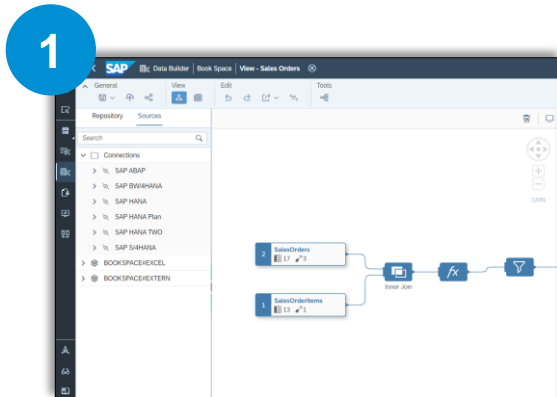 1
SAP Data Builder | Book Space | View - Sales Orders
General View Edit Tools
Repository Sources
Search
Connections
SAP ABAP
SAP BW/4HANA
SAP HANA
SAP HANA Plan
SAP HANA TWO
SAP S/4HANA
BOOKSPACE#EXCEL
BOOKSPACE#EXTERN
120%
2 SalesOrders
17 3
Inner Join
fx
1 SalesOrderItems
13 1